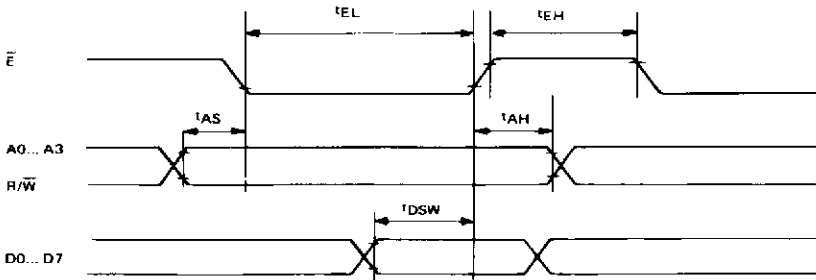 tEL
tEH
E̅
tAS
tAH
A0... A3
R/W̅
tDSW
D0... D7